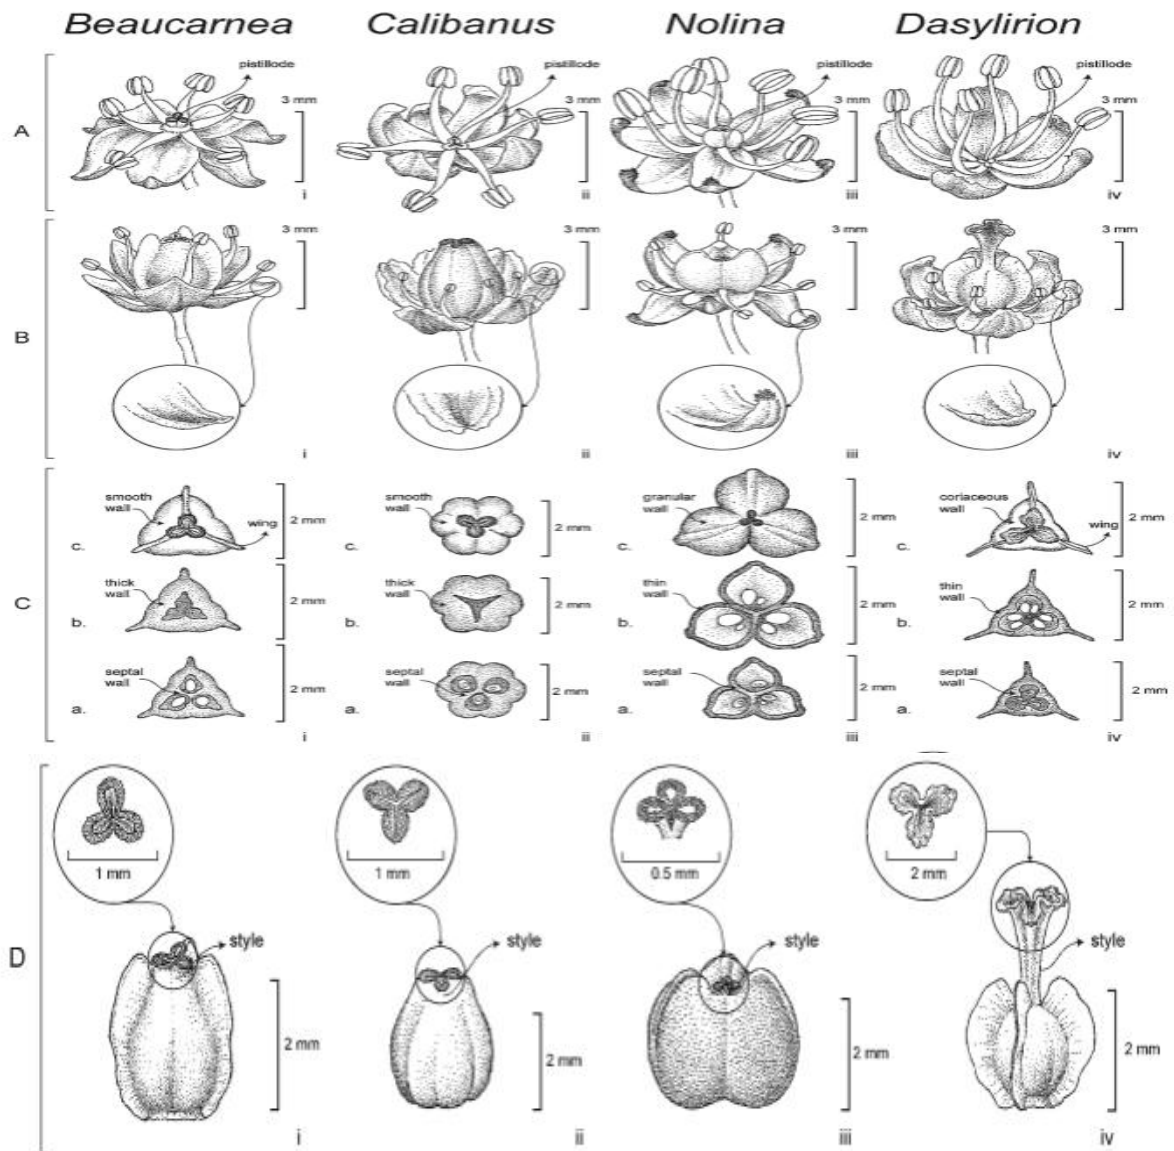 Beaucarnea Calibanus Nolina Dasylirion
A
pistillode pistillode pistillode pistillode
3 mm 3 mm 3 mm 3 mm
i ii iii iv
B
3 mm 3 mm 3 mm 3 mm
i ii iii iv
C
smooth wall smooth wall granular wall coriaceous wall
wing wing
2 mm 2 mm 2 mm 2 mm
c. c. c. c.
thick wall thick wall thin wall thin wall
2 mm 2 mm 2 mm 2 mm
b. b. b. b.
septal wall septal wall septal wall septal wall
2 mm 2 mm 2 mm 2 mm
a. a. a. a.
i ii iii iv
D
1 mm 1 mm 0.5 mm 2 mm
style style style style
2 mm 2 mm 2 mm 2 mm
i ii iii iv